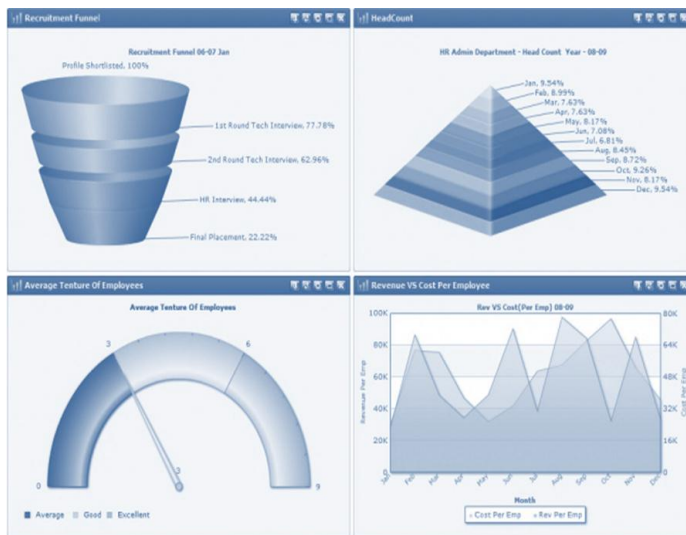 Recruitment Funnel
Recruitment Funnel 06-07 Jan
Profile Shortlisted, 100%
1st Round Tech Interview, 77.78%
2nd Round Tech Interview, 62.96%
HR Interview, 44.44%
Final Placement, 22.22%
HeadCount
HR Admin Department - Head Count Year - 08-09
Jan, 9.54%
Feb, 8.99%
Mar, 7.63%
Apr, 7.63%
May, 8.17%
Jun, 7.08%
Jul, 6.81%
Aug, 8.45%
Sep, 8.72%
Oct, 9.26%
Nov, 8.17%
Dec, 9.54%
Average Tenture Of Employees
Average Tenture Of Employees
3
6
0
3
9
Average Good Excellent
Revenue VS Cost Per Employee
Rev VS Cost(Per Emp) 08-09
100K 80K
80K 64K
60K 48K
40K 32K
20K 16K
0 0
Revenue Per Emp
Cost Per Emp
Jan Feb Mar Apr May Jun Jul Aug Sep Oct Nov Dec
Month
Cost Per Emp Rev Per Emp